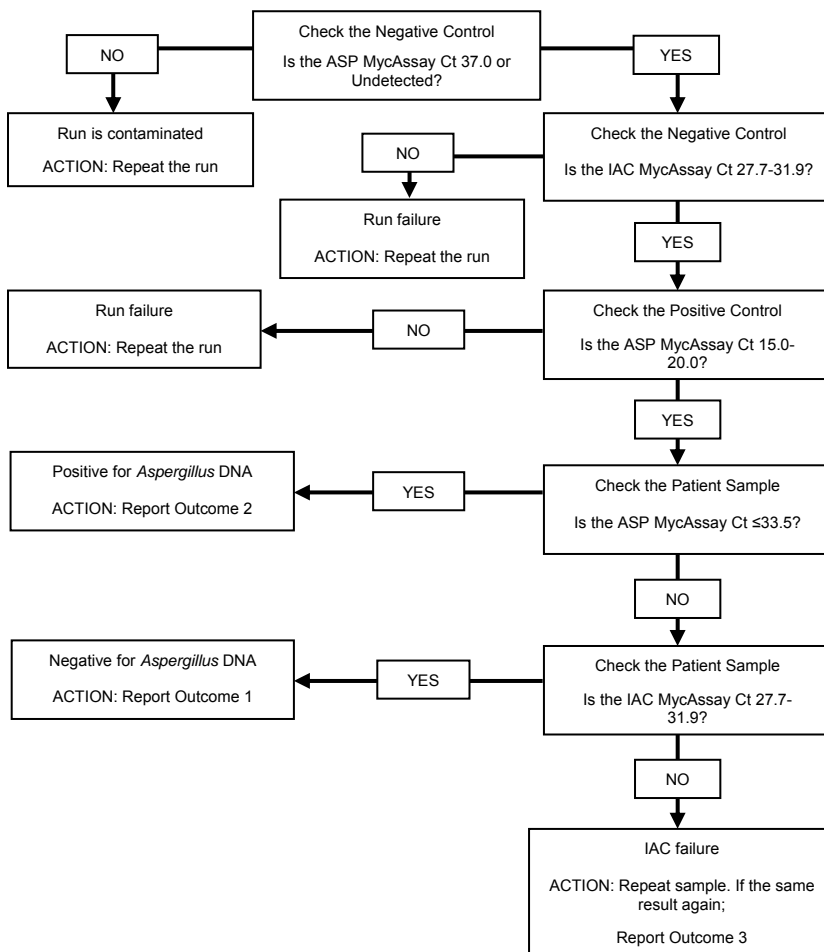 Check the Negative Control
Is the ASP MycAssay Ct 37.0 or
Undetected?
NO
YES
Run is contaminated
ACTION: Repeat the run
Check the Negative Control
Is the IAC MycAssay Ct 27.7-31.9?
NO
Run failure
ACTION: Repeat the run
YES
Check the Positive Control
Is the ASP MycAssay Ct 15.0-
20.0?
NO
Run failure
ACTION: Repeat the run
YES
Check the Patient Sample
Is the ASP MycAssay Ct ≤33.5?
YES
Positive for Aspergillus DNA
ACTION: Report Outcome 2
NO
Check the Patient Sample
Is the IAC MycAssay Ct 27.7-
31.9?
YES
Negative for Aspergillus DNA
ACTION: Report Outcome 1
NO
IAC failure
ACTION: Repeat sample. If the same
result again;
Report Outcome 3